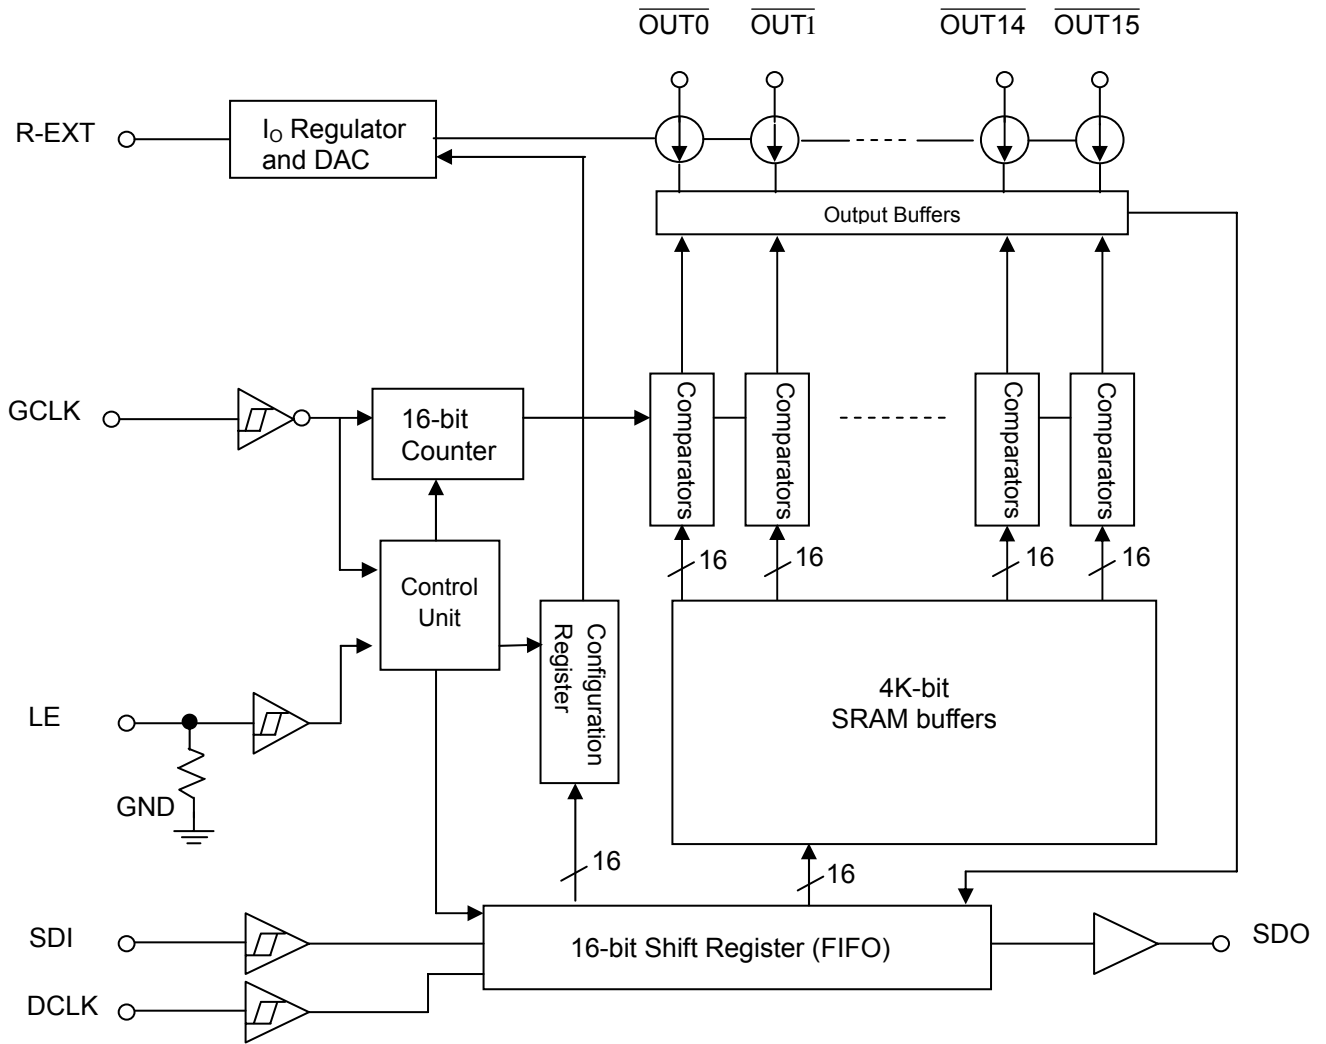 OUT0 OUT1 OUT14 OUT15
R-EXT
IO Regulator
and DAC
Output Buffers
GCLK
16-bit
Counter
Comparators
Comparators
Comparators
Comparators
16
16
16
16
Control
Unit
Configuration
Register
4K-bit
SRAM buffers
LE
GND
16
16
SDI
16-bit Shift Register (FIFO)
SDO
DCLK